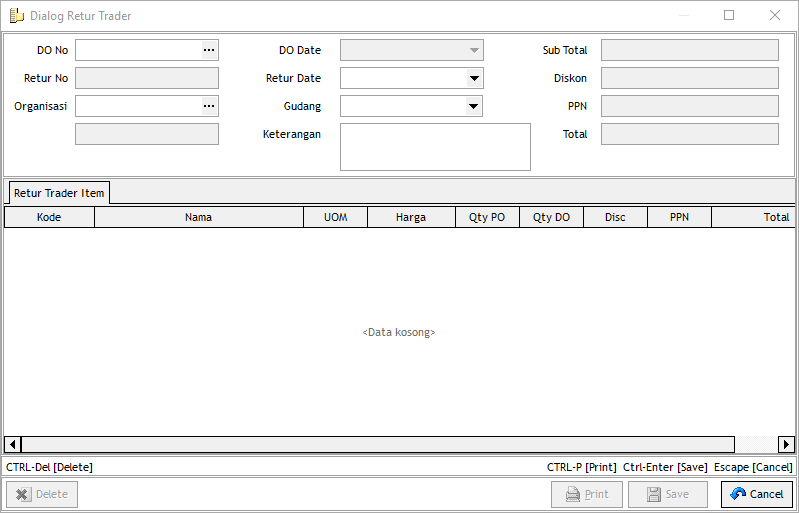 Dialog Retur Trader
DO No ... DO Date Sub Total
Retur No Retur Date Diskon
Organisasi ... Gudang PPN
Keterangan Total
Retur Trader Item
Kode Nama UOM Harga Qty PO Qty DO Disc PPN Total
<Data kosong>
CTRL-Del [Delete] CTRL-P [Print] Ctrl-Enter [Save] Escape [Cancel]
Delete Print Save Cancel